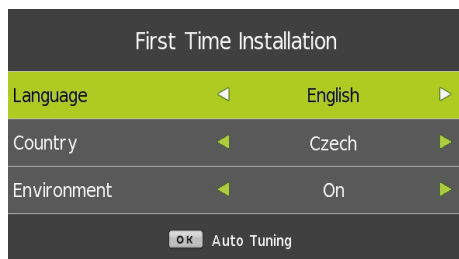 First Time Installation
Language English
Country Czech
Environment On
OK Auto Tuning